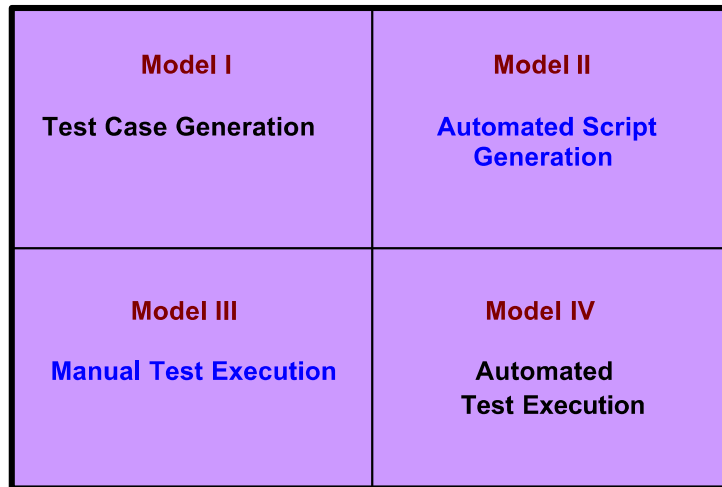 Model I
Test Case Generation
Model II
Automated Script
Generation
Model III
Manual Test Execution
Model IV
Automated
Test Execution